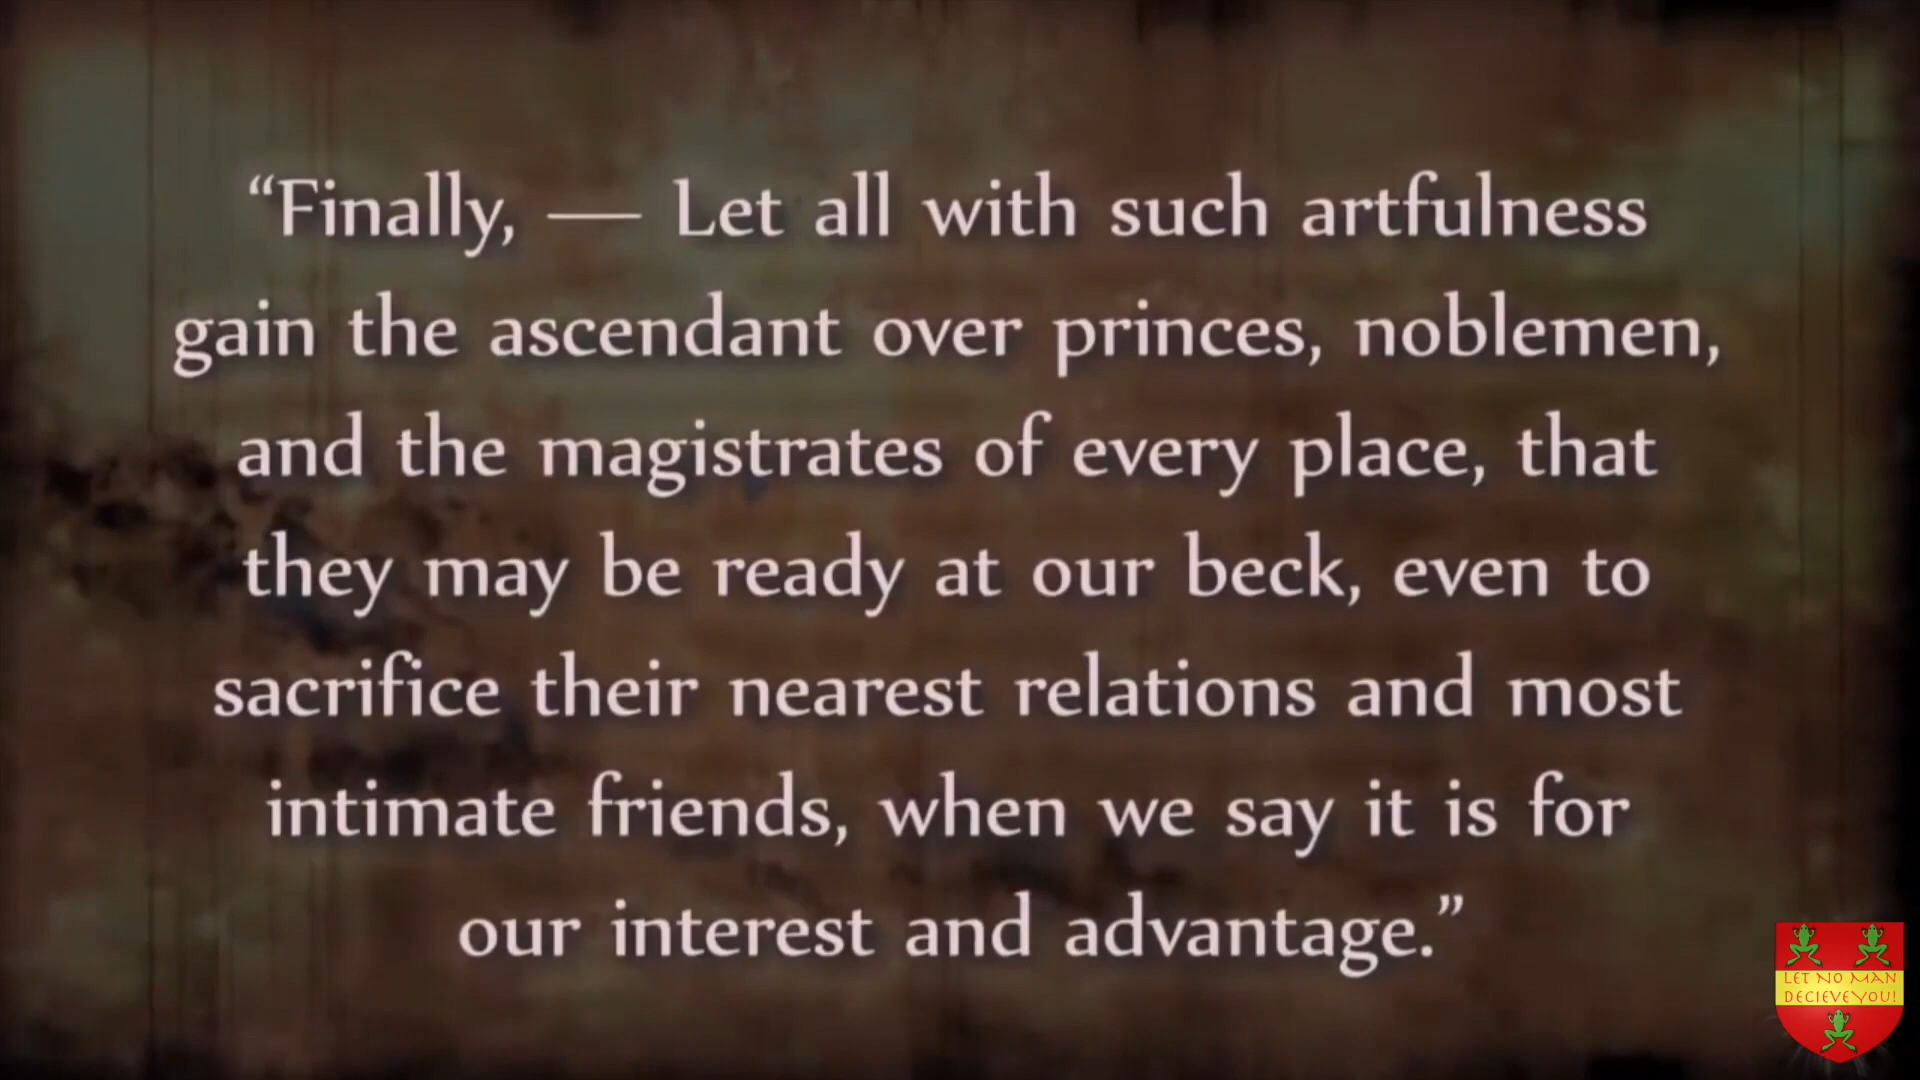 “Finally, — Let all with such artfulness
gain the ascendant over princes, noblemen,
and the magistrates of every place, that
they may be ready at our beck, even to
sacrifice their nearest relations and most
intimate friends, when we say it is for
our interest and advantage.”
LET NO MAN
DECIEVE YOU!